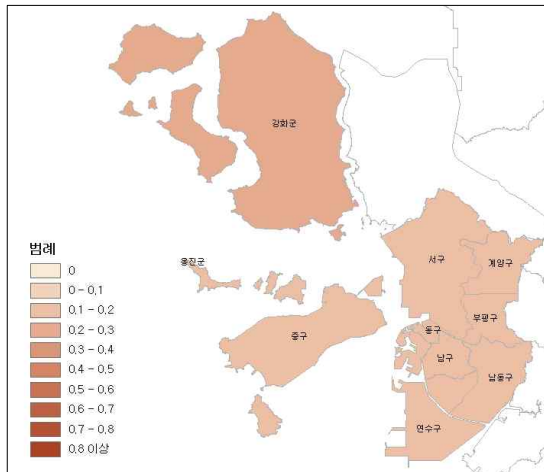 강화군
옹진군
서구
계양구
부평구
동구
중구
남구
남동구
연수구
범례
0
0 - 0.1
0.1 - 0.2
0.2 - 0.3
0.3 - 0.4
0.4 - 0.5
0.5 - 0.6
0.6 - 0.7
0.7 - 0.8
0.8 이상